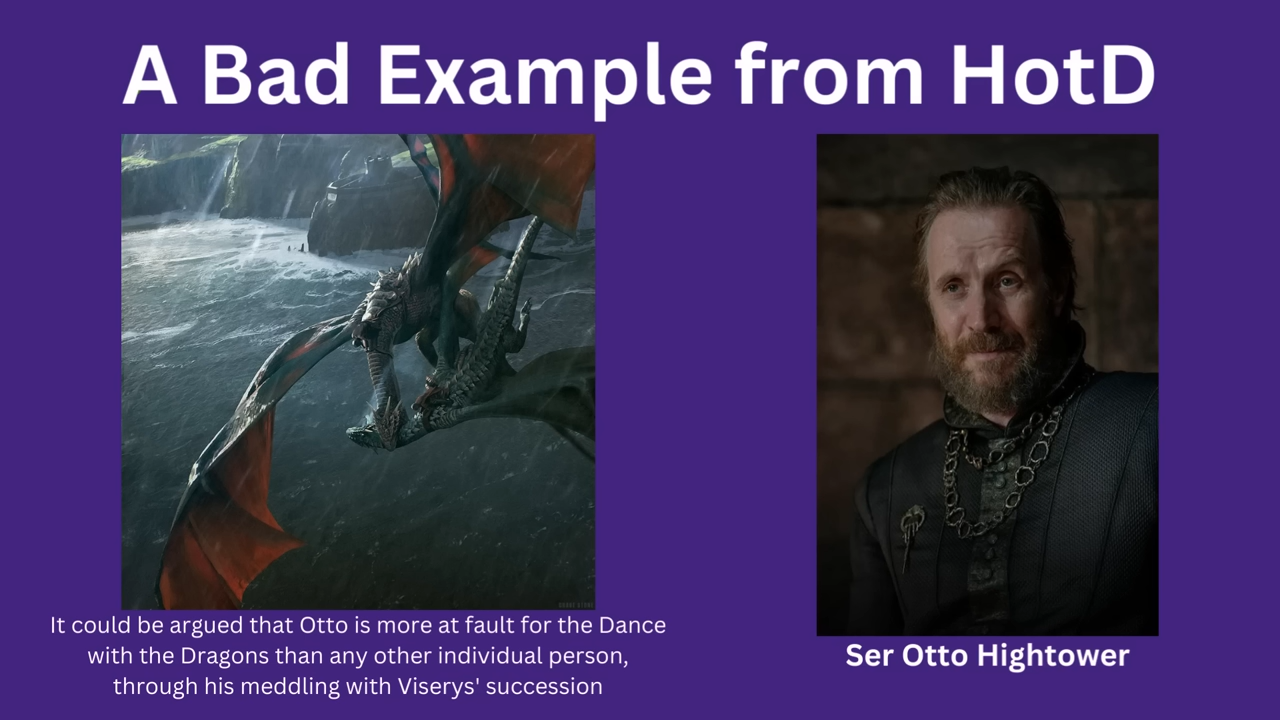 A Bad Example from HotD
It could be argued that Otto is more at fault for the Dance
with the Dragons than any other individual person,
through his meddling with Viserys' succession
Ser Otto Hightower